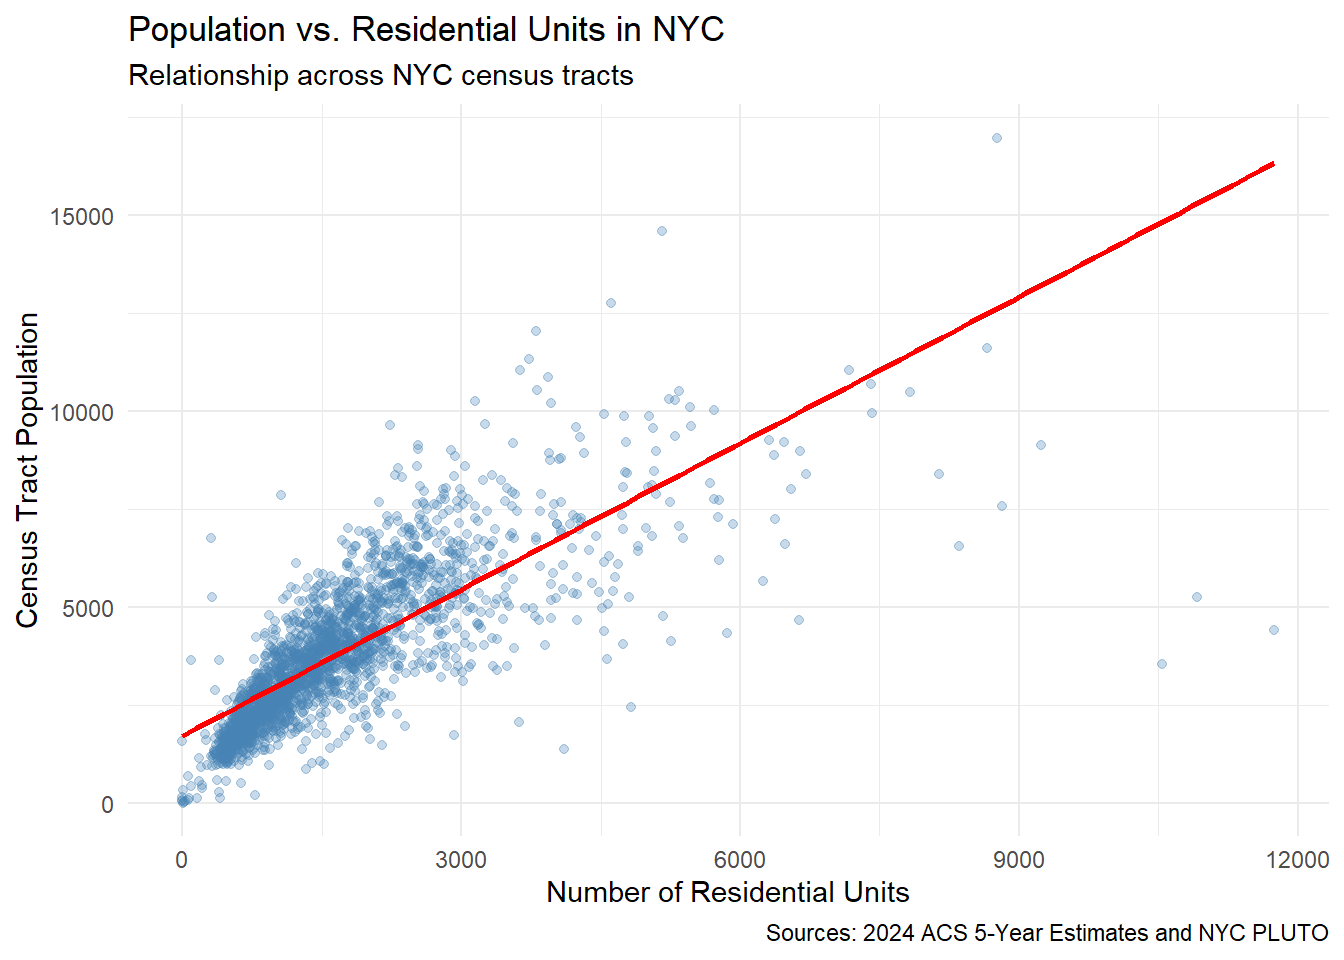 Population vs. Residential Units in NYC
Relationship across NYC census tracts
Census Tract Population
15000
10000
5000
0
0 3000 6000 9000 12000
Number of Residential Units
Sources: 2024 ACS 5-Year Estimates and NYC PLUTO